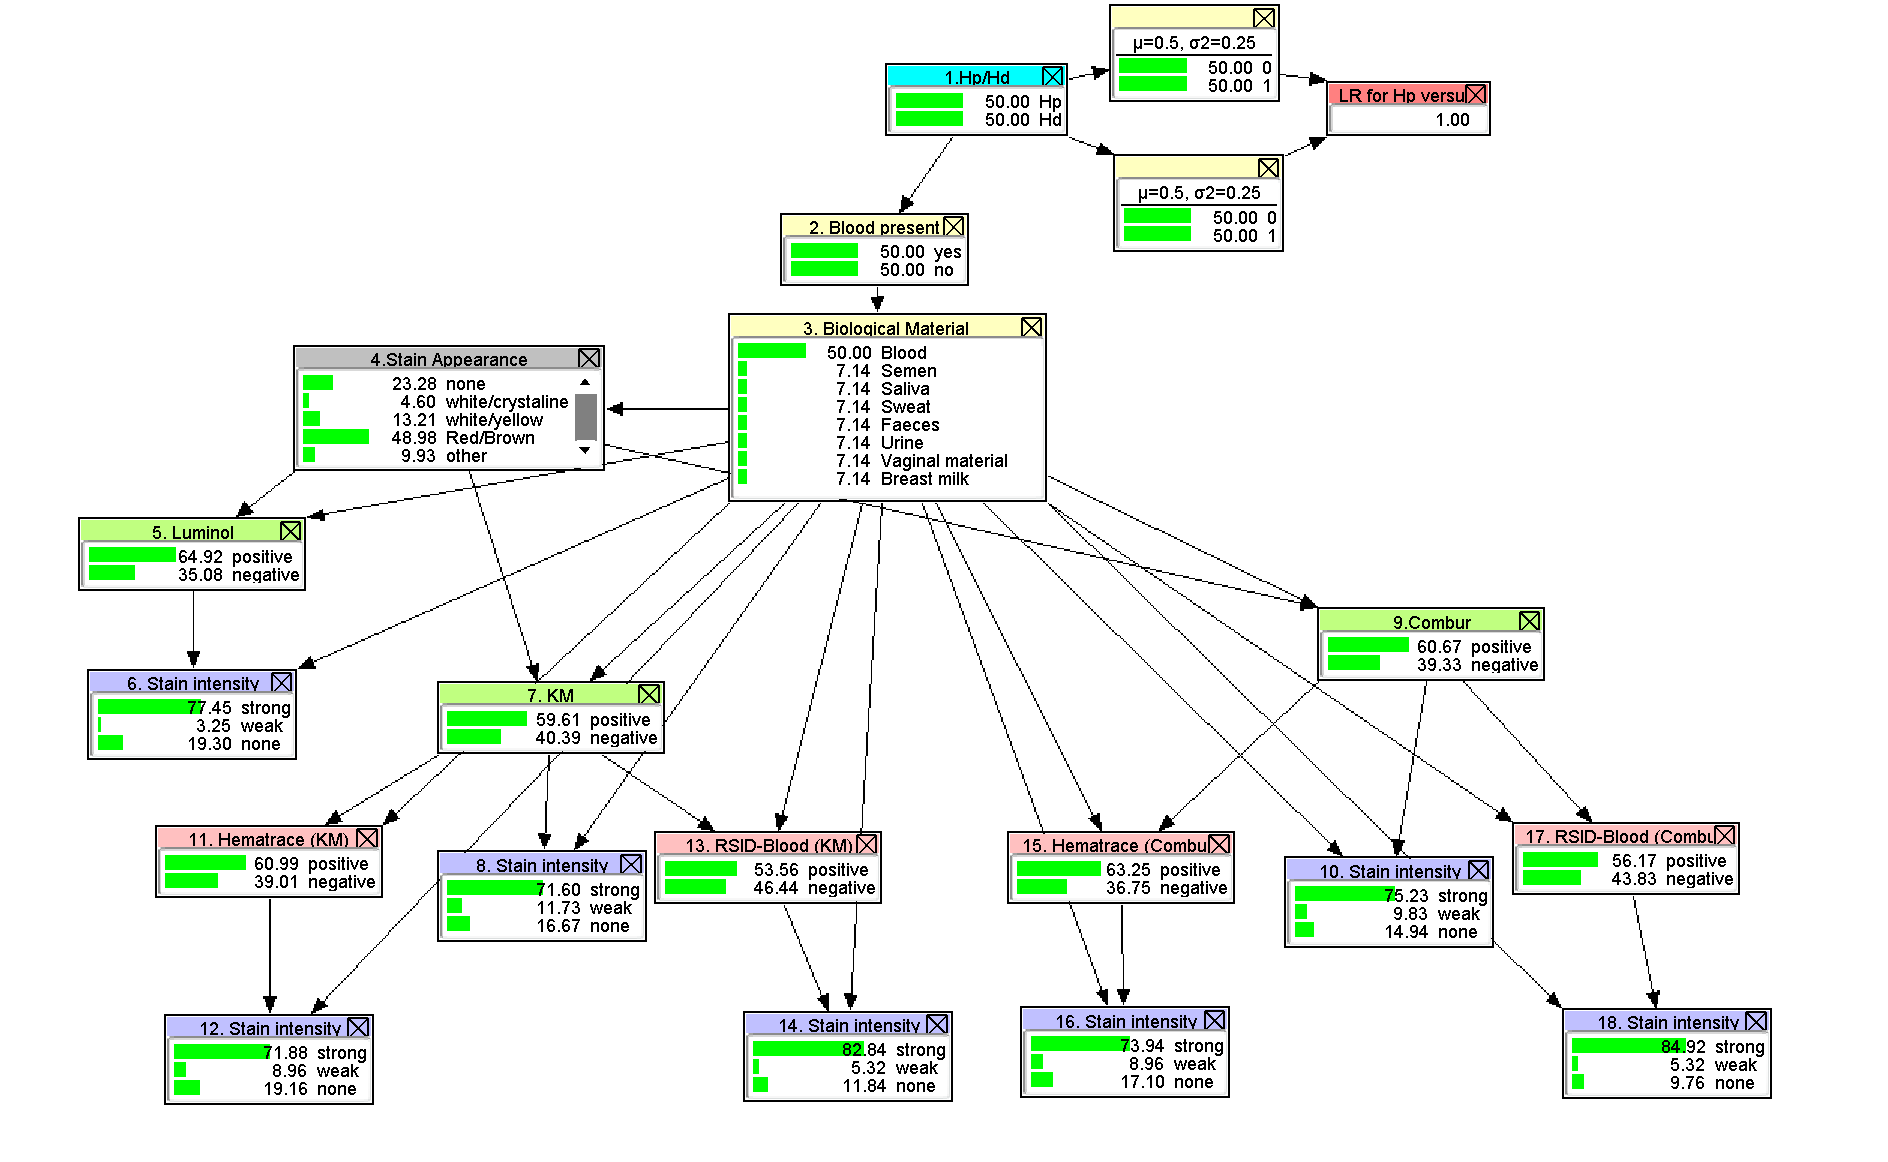 μ=0.5, σ2=0.25
50.00 0
50.00 1
1.Hp/Hd
50.00 Hp
50.00 Hd
LR for Hp versu
1.00
μ=0.5, σ2=0.25
50.00 0
50.00 1
2. Blood present
50.00 yes
50.00 no
3. Biological Material
50.00 Blood
7.14 Semen
7.14 Saliva
7.14 Sweat
7.14 Faeces
7.14 Urine
7.14 Vaginal material
7.14 Breast milk
4.Stain Appearance
23.28 none
4.60 white/crystaline
13.21 white/yellow
48.98 Red/Brown
9.93 other
5. Luminol
64.92 positive
35.08 negative
6. Stain intensity
77.45 strong
3.25 weak
19.30 none
7. KM
59.61 positive
40.39 negative
9.Combur
60.67 positive
39.33 negative
11. Hematrace (KM)
60.99 positive
39.01 negative
8. Stain intensity
71.60 strong
11.73 weak
16.67 none
13. RSID-Blood (KM)
53.56 positive
46.44 negative
15. Hematrace (Combu
63.25 positive
36.75 negative
10. Stain intensity
75.23 strong
9.83 weak
14.94 none
17. RSID-Blood (Combu
56.17 positive
43.83 negative
12. Stain intensity
71.88 strong
8.96 weak
19.16 none
14. Stain intensity
82.84 strong
5.32 weak
11.84 none
16. Stain intensity
73.94 strong
8.96 weak
17.10 none
18. Stain intensity
84.92 strong
5.32 weak
9.76 none